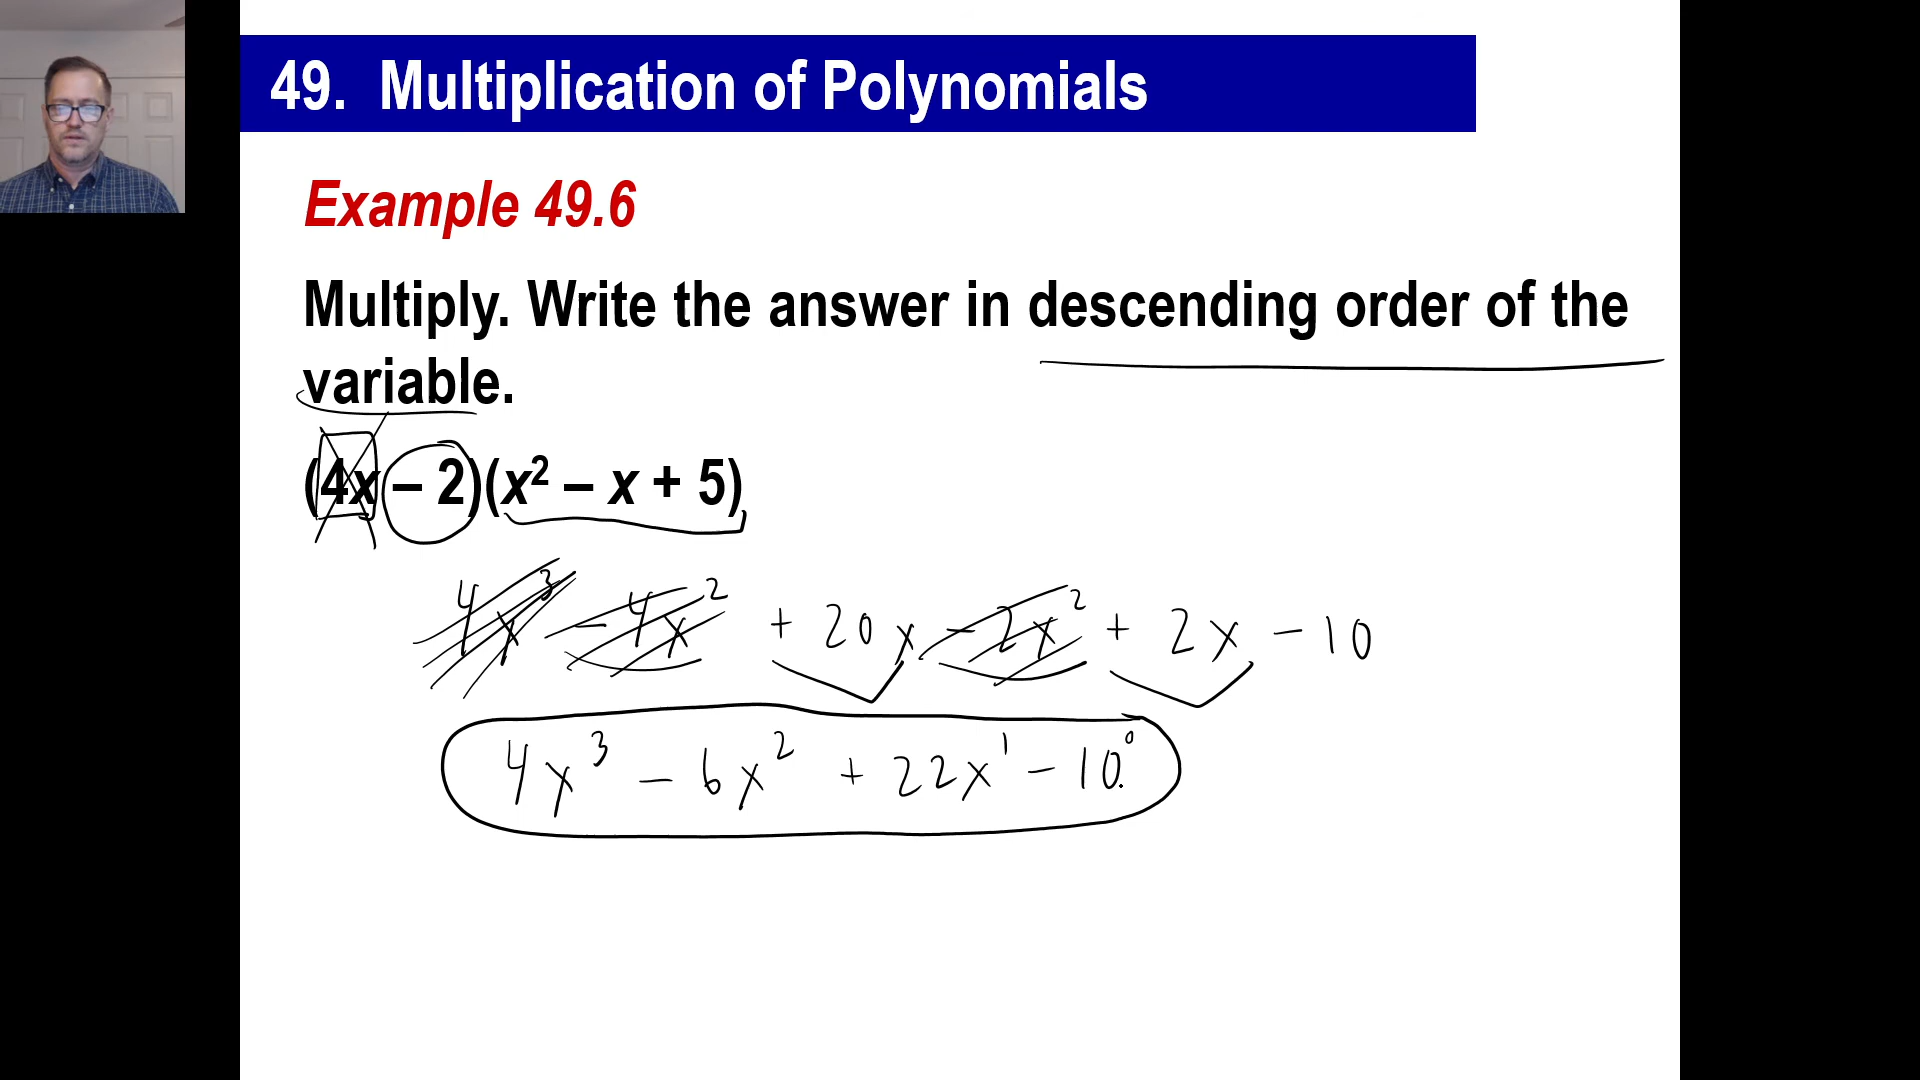 49. Multiplication of Polynomials
Example 49.6
Multiply. Write the answer in descending order of the
variable.
(4x – 2)(x² – x + 5)
4x³ – 4x² + 20x – 2x² + 2x – 10
4x³ – 6x² + 22x¹ – 10⁰.